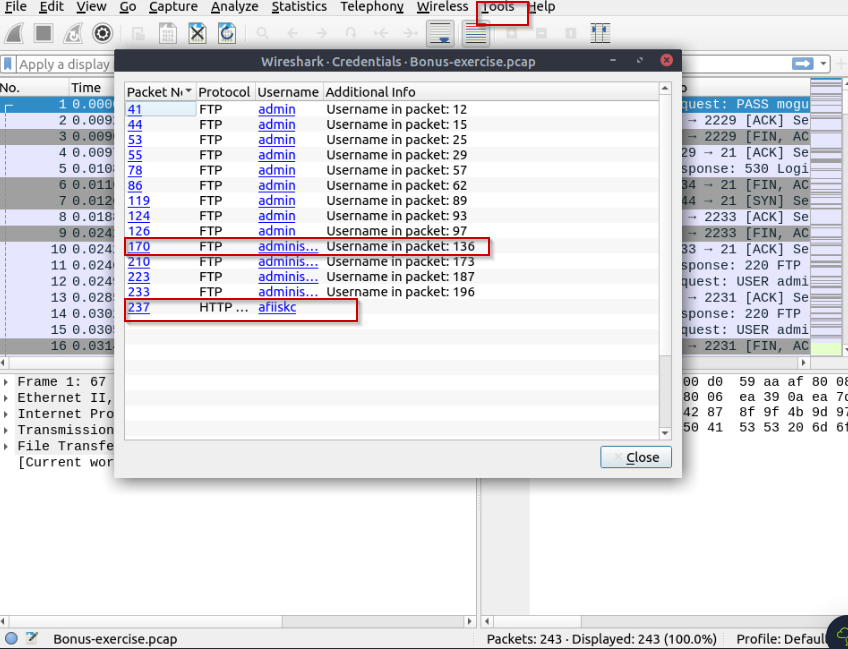 File Edit View Go Capture Analyze Statistics Telephony Wireless Tools Help
Apply a display
Wireshark · Credentials · Bonus-exercise.pcap
No. Time
1 0.000
2 0.009
3 0.009
4 0.009
5 0.010
6 0.011
7 0.012
8 0.018
9 0.024
10 0.024
11 0.024
12 0.024
13 0.028
14 0.030
15 0.030
16 0.031
Packet N Protocol Username Additional Info
41 FTP admin Username in packet: 12
44 FTP admin Username in packet: 15
53 FTP admin Username in packet: 25
55 FTP admin Username in packet: 29
78 FTP admin Username in packet: 57
86 FTP admin Username in packet: 62
119 FTP admin Username in packet: 89
124 FTP admin Username in packet: 93
126 FTP admin Username in packet: 97
170 FTP adminis... Username in packet: 136
210 FTP adminis... Username in packet: 173
223 FTP adminis... Username in packet: 187
233 FTP adminis... Username in packet: 196
237 HTTP ... afiiskc
Close
quest: PASS mogu
→ 2229 [ACK] Se
→ 2229 [FIN, AC
29 → 21 [ACK] Se
sponse: 530 Logi
34 → 21 [FIN, AC
44 → 21 [SYN] Se
→ 2233 [ACK] Se
→ 2233 [FIN, AC
33 → 21 [ACK] Se
sponse: 220 FTP
quest: USER admi
→ 2231 [ACK] Se
sponse: 220 FTP
quest: USER admi
→ 2231 [FIN, AC
Frame 1: 67
Ethernet II,
Internet Pro
Transmission
File Transfe
[Current wor
00 d0 59 aa af 80 08
80 06 ea 39 0a ea 7d
42 87 8f 9f 4b 9d 97
50 41 53 53 20 6d 6f
Bonus-exercise.pcap
Packets: 243 · Displayed: 243 (100.0%)
Profile: Defaul